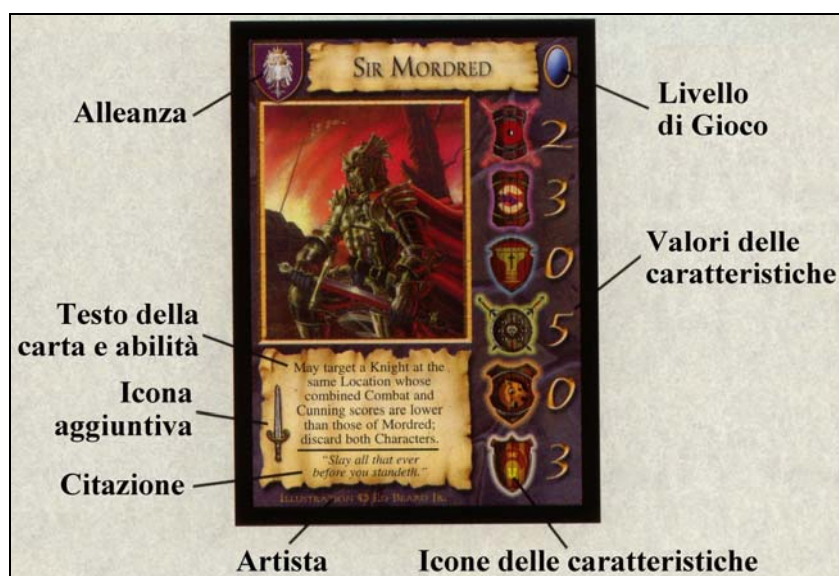 SIR MORDRED
Alleanza
Livello
di Gioco
2
3
0
5
0
3
Valori delle
caratteristiche
Testo della
carta e abilità
May target a Knight at the
same Location whose
combined Combat and
Cunning scores are lower
than those of Mordred;
discard both Characters.
Icona
aggiuntiva
"Slay all that ever
before you standeth."
Citazione
ILLUSTRATION © ED BEARD JR.
Artista
Icone delle caratteristiche